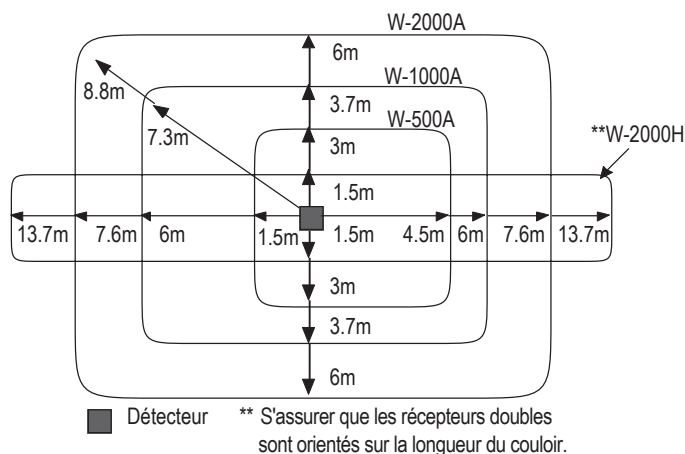 W-2000A
6m
W-1000A
8.8m
3.7m
7.3m
W-500A
**W-2000H
3m
1.5m
13.7m 7.6m 6m 1.5m 1.5m 4.5m 6m 7.6m 13.7m
3m
3.7m
6m
Détecteur ** S'assurer que les récepteurs doubles
sont orientés sur la longueur du couloir.